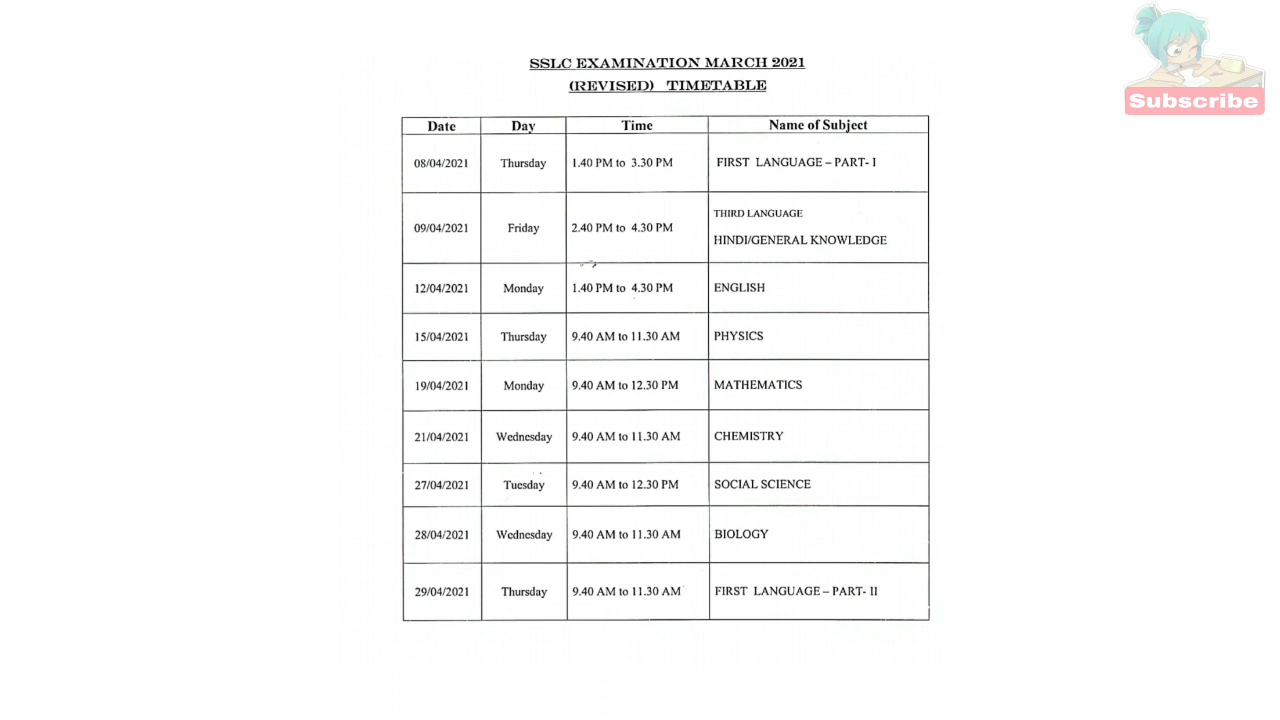 SSLC EXAMINATION MARCH 2021
(REVISED) TIMETABLE
Date Day Time Name of Subject
08/04/2021 Thursday 1.40 PM to 3.30 PM FIRST LANGUAGE – PART- I
09/04/2021 Friday 2.40 PM to 4.30 PM THIRD LANGUAGE
HINDI/GENERAL KNOWLEDGE
12/04/2021 Monday 1.40 PM to 4.30 PM ENGLISH
15/04/2021 Thursday 9.40 AM to 11.30 AM PHYSICS
19/04/2021 Monday 9.40 AM to 12.30 PM MATHEMATICS
21/04/2021 Wednesday 9.40 AM to 11.30 AM CHEMISTRY
27/04/2021 Tuesday 9.40 AM to 12.30 PM SOCIAL SCIENCE
28/04/2021 Wednesday 9.40 AM to 11.30 AM BIOLOGY
29/04/2021 Thursday 9.40 AM to 11.30 AM FIRST LANGUAGE – PART- II
Subscribe